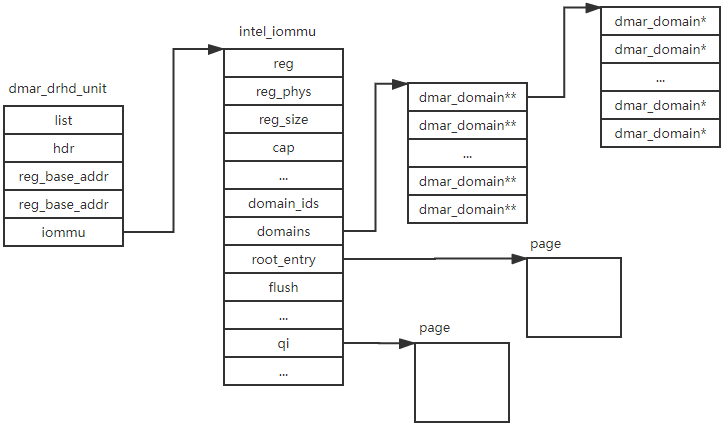 dmar_drhd_unit
list
hdr
reg_base_addr
reg_base_addr
iommu
intel_iommu
reg
reg_phys
reg_size
cap
...
domain_ids
domains
root_entry
flush
...
qi
...
dmar_domain**
dmar_domain**
...
dmar_domain**
dmar_domain**
dmar_domain*
dmar_domain*
...
dmar_domain*
dmar_domain*
page
page